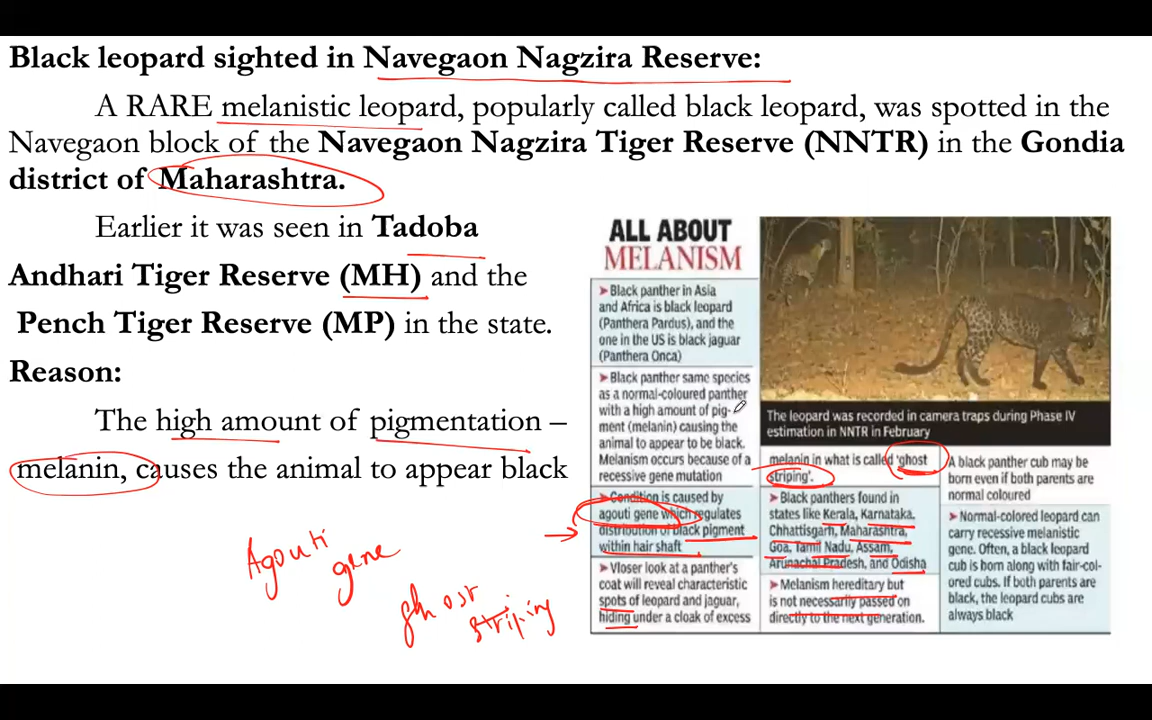 Black leopard sighted in Navegaon Nagzira Reserve:
A RARE melanistic leopard, popularly called black leopard, was spotted in the
Navegaon block of the Navegaon Nagzira Tiger Reserve (NNTR) in the Gondia
district of Maharashtra.
Earlier it was seen in Tadoba
Andhari Tiger Reserve (MH) and the
Pench Tiger Reserve (MP) in the state.
Reason:
The high amount of pigmentation –
melanin, causes the animal to appear black
Agouti
gene
ghost
striping
ALL ABOUT
MELANISM
➤Black panther in Asia
and Africa is black leopard
(Panthera Pardus), and the
one in the US is black jaguar
(Panthera Onca)
➤Black panther same species
as a normal-coloured panther
with a high amount of pig-
ment (melanin) causing the
animal to appear to be black.
Melanism occurs because of a
recessive gene mutation
➤Condition is caused by
agouti gene which regulates
distribution of black pigment
within hair shaft
➤Vloser look at a panther's
coat will reveal characteristic
spots of leopard and jaguar,
hiding under a cloak of excess
The leopard was recorded in camera traps during Phase IV
estimation in NNTR in February
melanin in what is called 'ghost
striping'.
➤Black panthers found in
states like Kerala, Karnataka,
Chhattisgarh, Maharashtra,
Goa, Tamil Nadu, Assam,
Arunachal Pradesh, and Odisha
➤Melanism hereditary but
is not necessarily passed on
directly to the next generation.
A black panther cub may be
born even if both parents are
normal coloured
➤Normal-colored leopard can
carry recessive melanistic
gene. Often, a black leopard
cub is born along with fair-col-
ored cubs. If both parents are
black, the leopard cubs are
always black